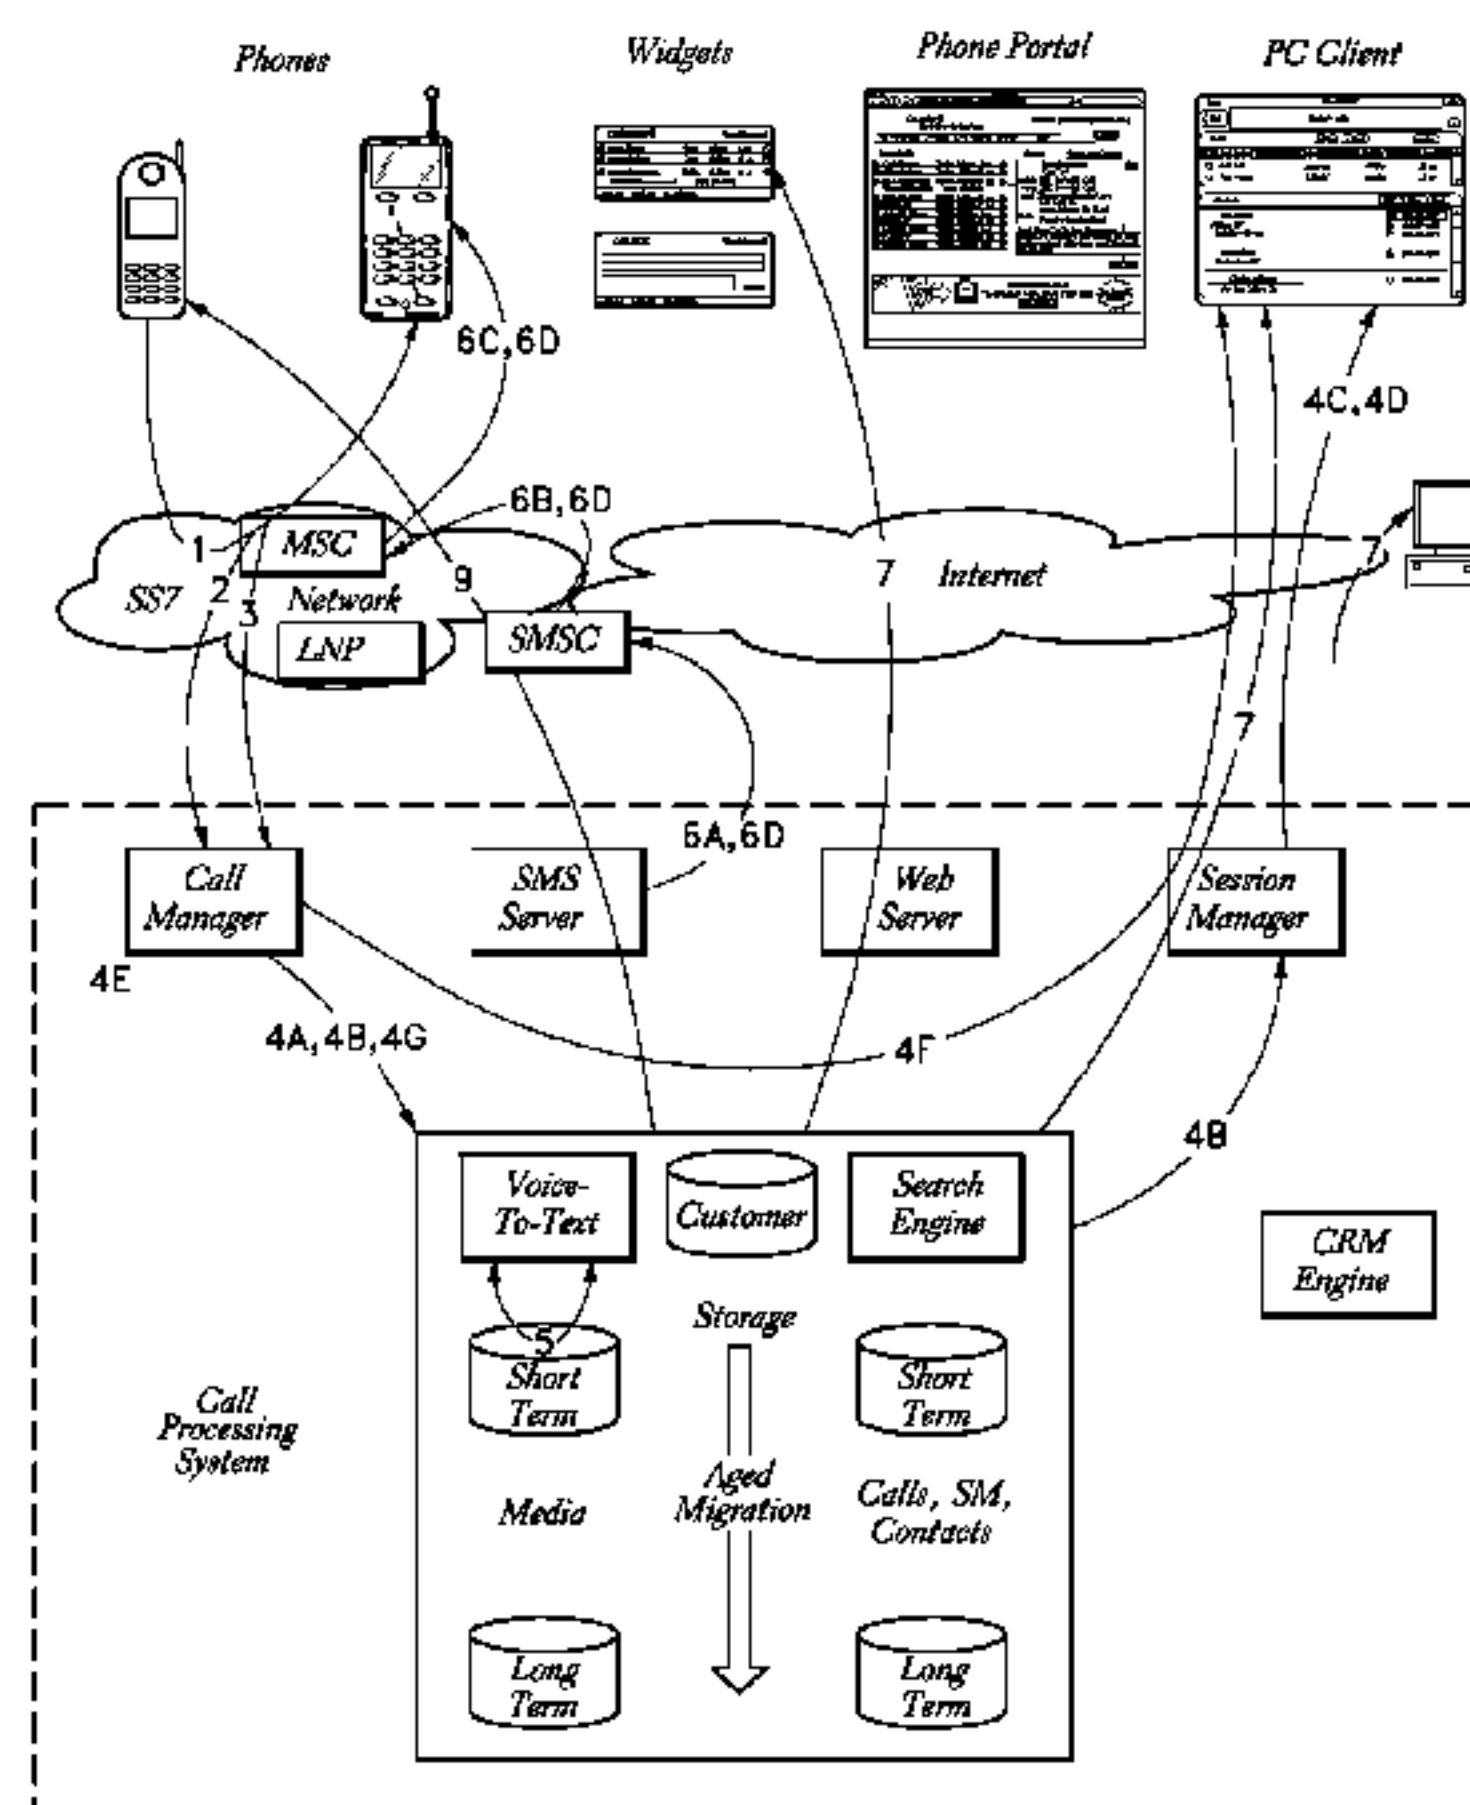 Phones
Widgets
Phone Portal
PC Client
6C,6D
4C,4D
6B,6D
1
MSC
2
SS7
Network
9
3
LNP
SMSC
7
Internet
7
7
6A,6D
Call
Manager
SMS
Server
Web
Server
Session
Manager
4E
4A,4B,4G
4F
4B
Voice-
To-Text
Customer
Search
Engine
CRM
Engine
Storage
5
Short
Term
Short
Term
Call
Processing
System
Aged
Migration
Media
Calls, SM,
Contacts
Long
Term
Long
Term